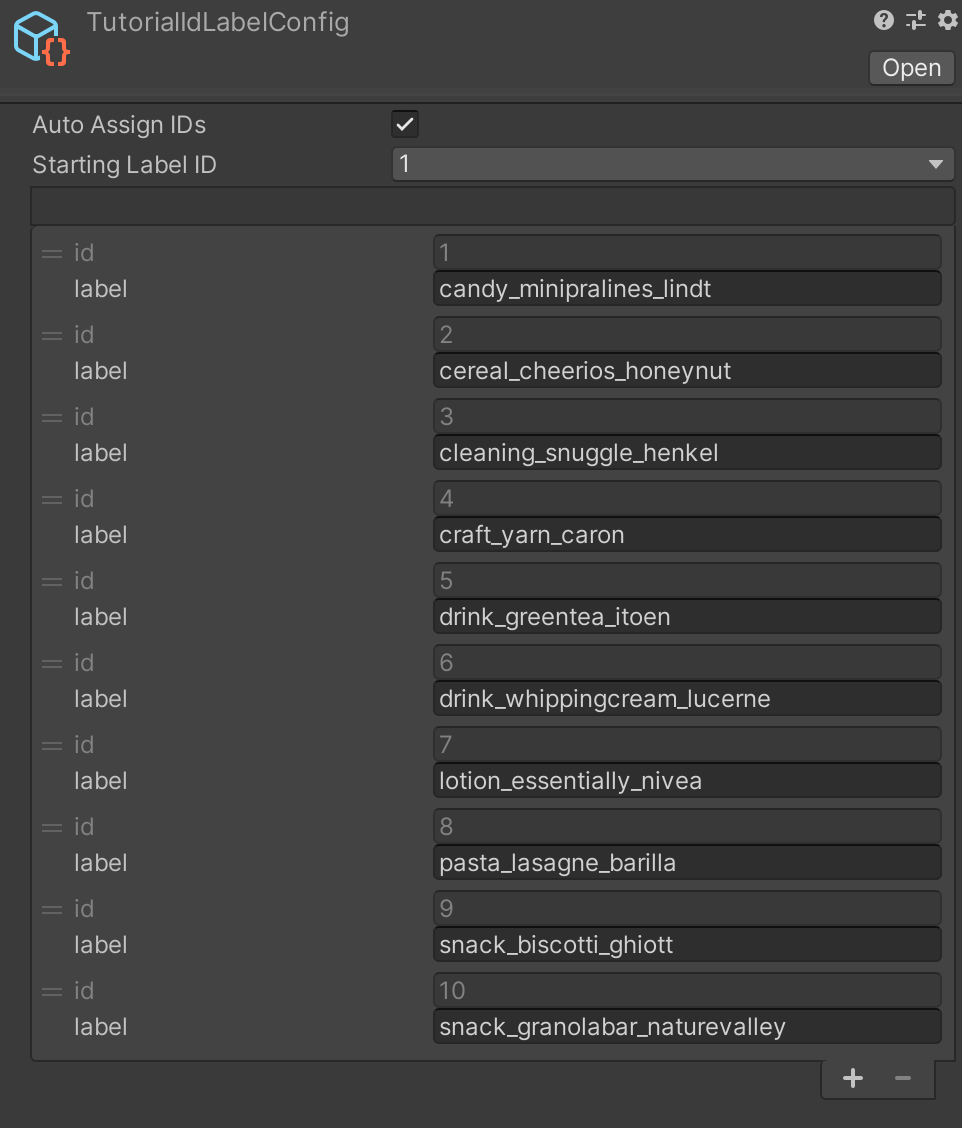 TutorialIdLabelConfig
Open
Auto Assign IDs
Starting Label ID 1
id 1
label candy_minipralines_lindt
id 2
label cereal_cheerios_honeynut
id 3
label cleaning_snuggle_henkel
id 4
label craft_yarn_caron
id 5
label drink_greentea_itoen
id 6
label drink_whippingcream_lucerne
id 7
label lotion_essentially_nivea
id 8
label pasta_lasagne_barilla
id 9
label snack_biscotti_ghiott
id 10
label snack_granolabar_naturevalley